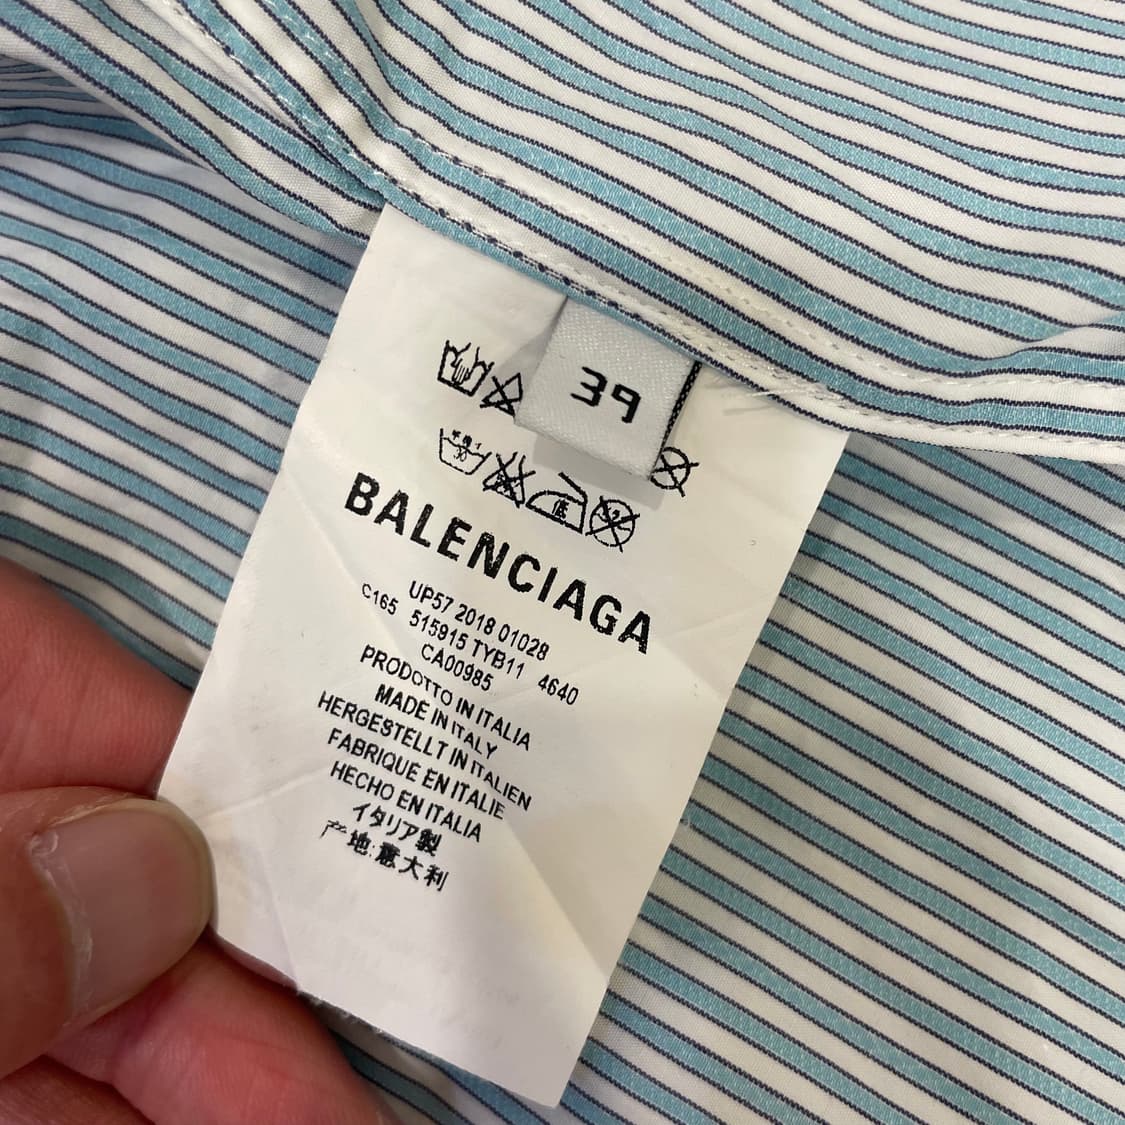 39
BALENCIAGA
UP57 2018 01028
C165 515915 TYB11 4640
CA00985
PRODOTTO IN ITALIA
MADE IN ITALY
HERGESTELLT IN ITALIEN
FABRIQUE EN ITALIE
HECHO EN ITALIA
イタリア製
产地:意大利